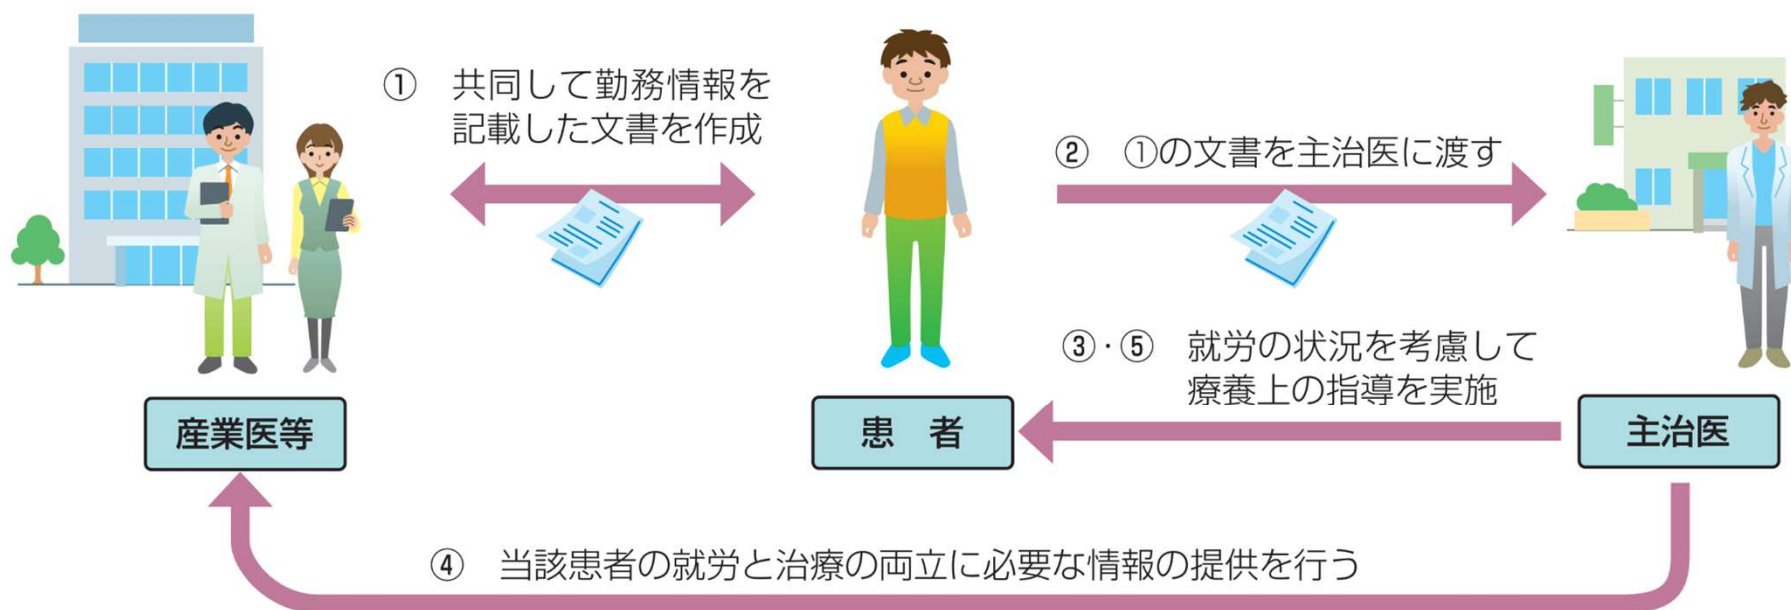 ① 共同して勤務情報を
記載した文書を作成
② ①の文書を主治医に渡す
③・⑤ 就労の状況を考慮して
療養上の指導を実施
産業医等
患 者
主治医
④ 当該患者の就労と治療の両立に必要な情報の提供を行う